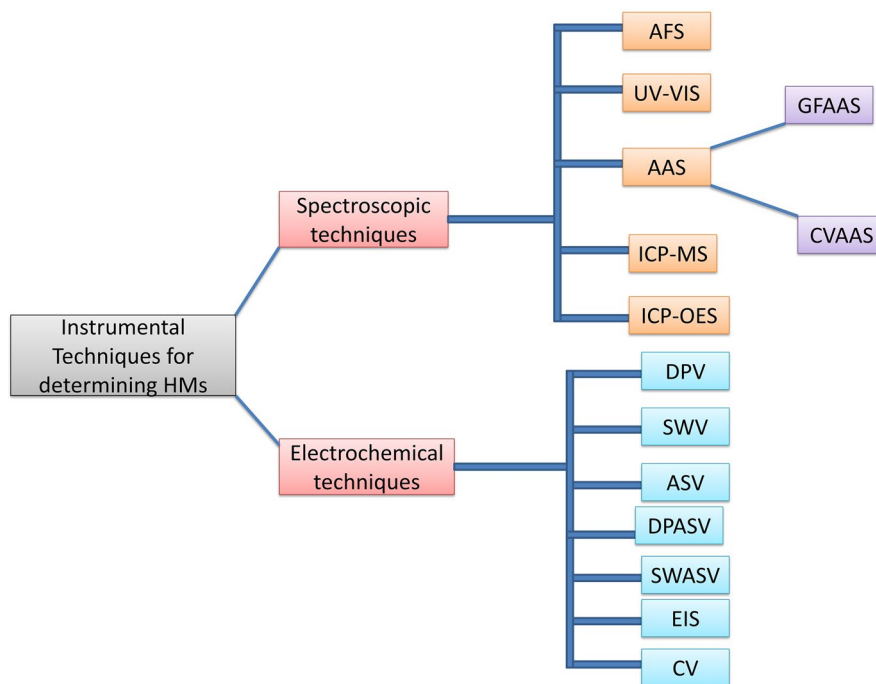 Instrumental
Techniques for
determining HMs
Spectroscopic
techniques
AFS
UV-VIS
AAS
GFAAS
CVAAS
ICP-MS
ICP-OES
Electrochemical
techniques
DPV
SWV
ASV
DPASV
SWASV
EIS
CV